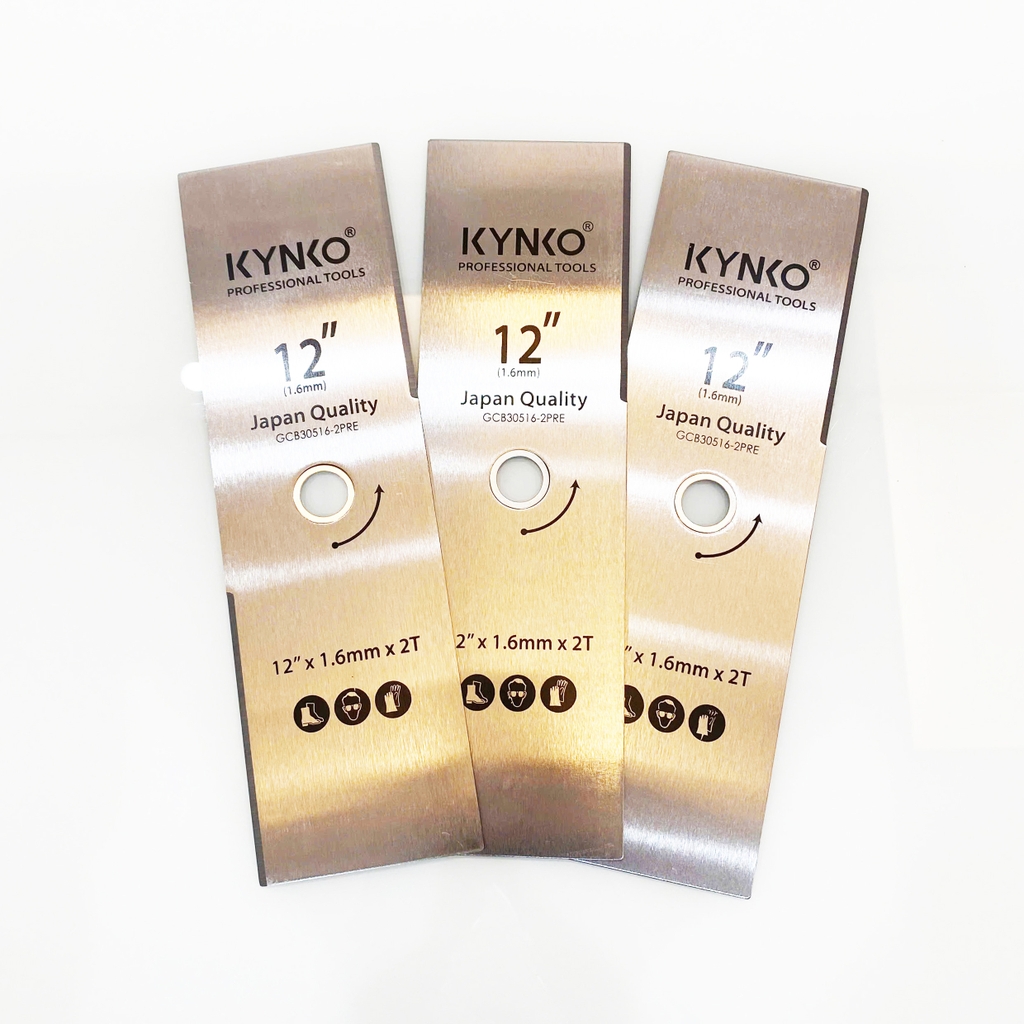 KYNKO®
PROFESSIONAL TOOLS
12"
(1.6mm)
Japan Quality
GCB30516-2PRE
12" x 1.6mm x 2T
KYNKO®
PROFESSIONAL TOOLS
12"
(1.6mm)
Japan Quality
GCB30516-2PRE
2" x 1.6mm x 2T
KYNKO®
PROFESSIONAL TOOLS
12"
(1.6mm)
Japan Quality
GCB30516-2PRE
" x 1.6mm x 2T